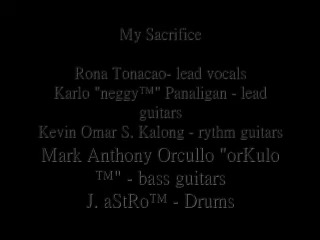 My Sacrifice
Rona Tonacao- lead vocals
Karlo "neggy™" Panaligan - lead
guitars
Kevin Omar S. Kalong - rythm guitars
Mark Anthony Orcullo "orKulo
™" - bass guitars
J. aStRo™ - Drums